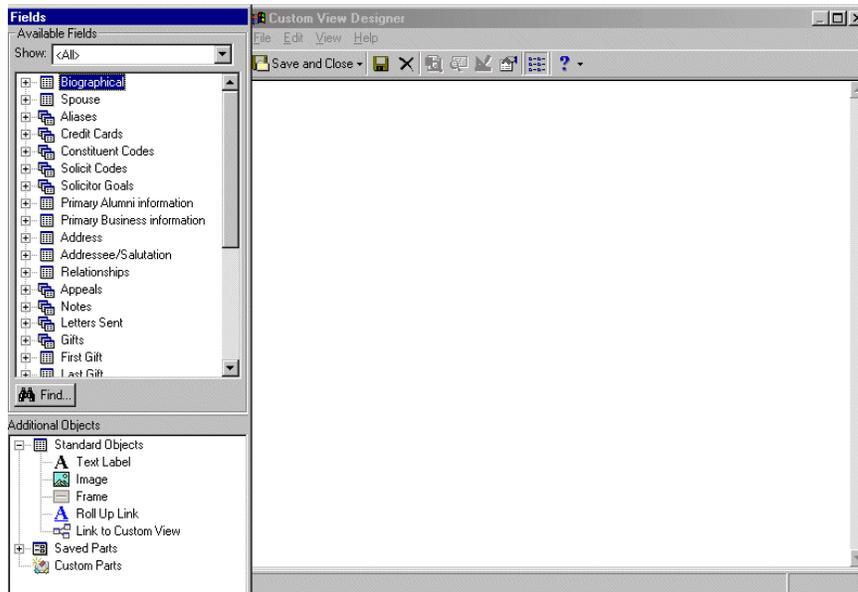 Fields
Available Fields
Show: <All>
Biographical
Spouse
Aliases
Credit Cards
Constituent Codes
Solicit Codes
Solicitor Goals
Primary Alumni information
Primary Business information
Address
Addressee/Salutation
Relationships
Appeals
Notes
Letters Sent
Gifts
First Gift
Last Gift
Find...
Additional Objects
Standard Objects
A Text Label
Image
Frame
A Roll Up Link
Link to Custom View
Saved Parts
Custom Parts
Custom View Designer
File Edit View Help
Save and Close ?